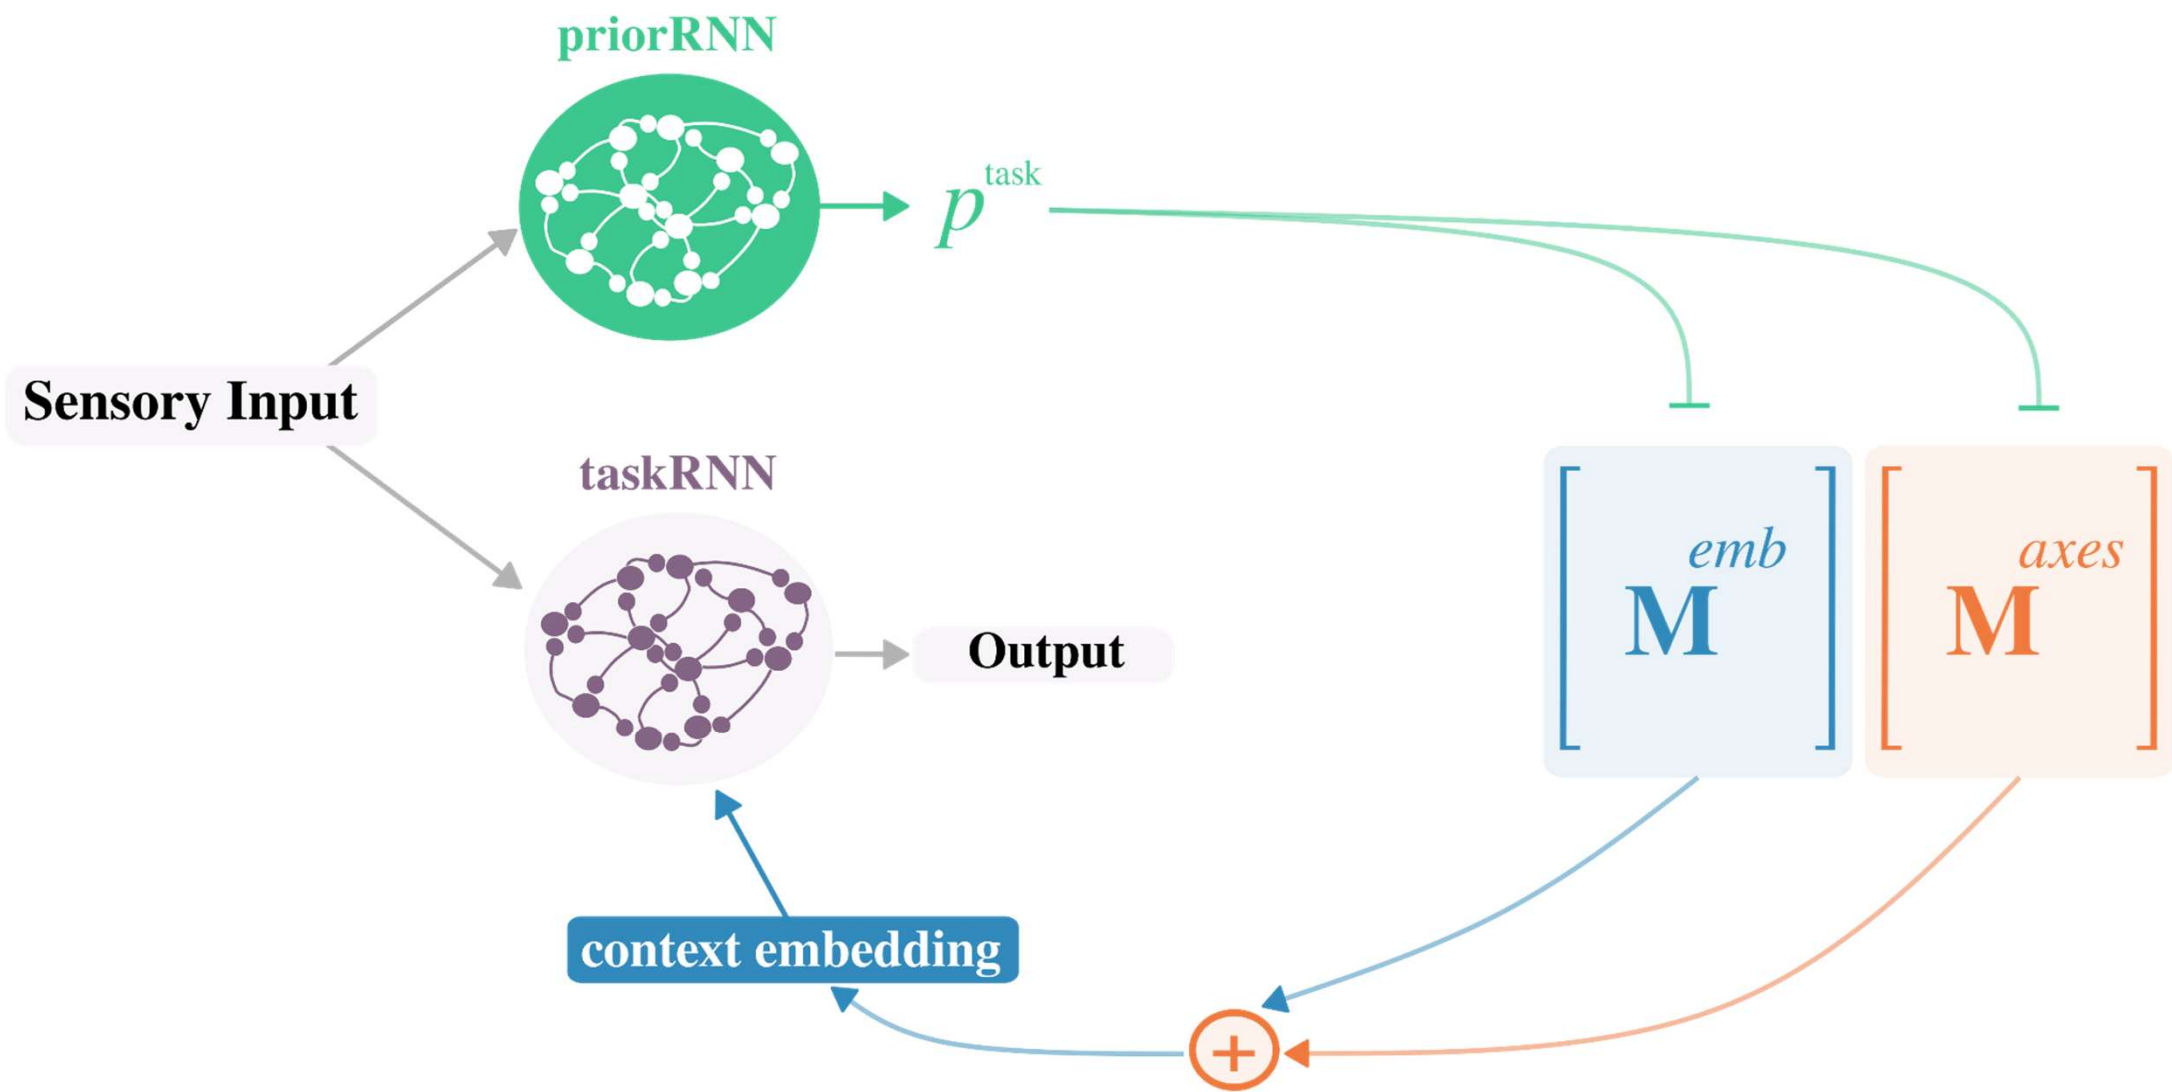 priorRNN
p^task
Sensory Input
taskRNN
Output
M^emb
M^axes
context embedding
+